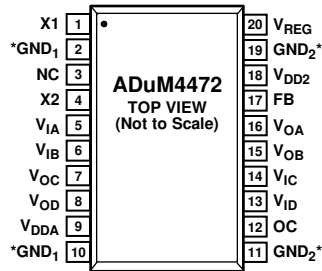 X1 1 20 VREG
*GND1 2 19 GND2*
NC 3 18 VDD2
X2 4 17 FB
VIA 5 16 VOA
VIB 6 15 VOB
VOC 7 14 VIC
VOD 8 13 VID
VDDA 9 12 OC
*GND1 10 11 GND2*
ADuM4472
TOP VIEW
(Not to Scale)